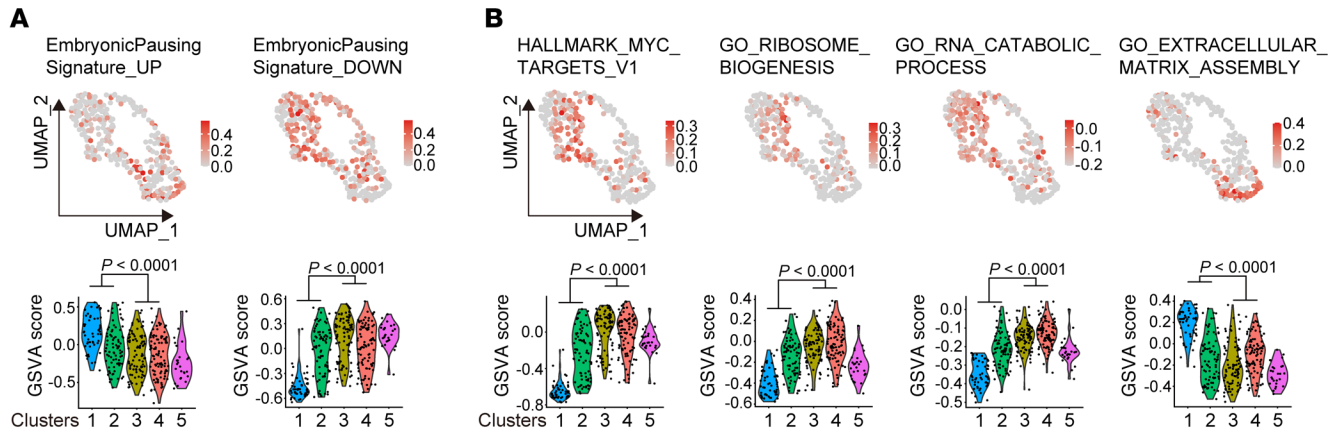 A
B
EmbryonicPausing
Signature_UP
EmbryonicPausing
Signature_DOWN
HALLMARK_MYC_
TARGETS_V1
GO_RIBOSOME_
BIOGENESIS
GO_RNA_CATABOLIC_
PROCESS
GO_EXTRACELLULAR_
MATRIX_ASSEMBLY
UMAP_2
0.4
0.2
0.0
0.4
0.2
0.0
UMAP_2
0.3
0.2
0.1
0.0
0.3
0.2
0.1
0.0
0.0
-0.1
-0.2
0.4
0.2
0.0
UMAP_1
UMAP_1
P < 0.0001
P < 0.0001
P < 0.0001
P < 0.0001
P < 0.0001
P < 0.0001
GSVA score
0.5
0.0
-0.5
GSVA score
0.6
0.3
0.0
-0.3
-0.6
GSVA score
0.0
-0.4
-0.8
GSVA score
0.4
0.2
0.0
-0.2
-0.4
-0.6
GSVA score
0.0
-0.1
-0.2
-0.3
-0.4
-0.5
GSVA score
0.4
0.2
0.0
-0.2
-0.4
Clusters 1 2 3 4 5
1 2 3 4 5
Clusters 1 2 3 4 5
1 2 3 4 5
1 2 3 4 5
1 2 3 4 5